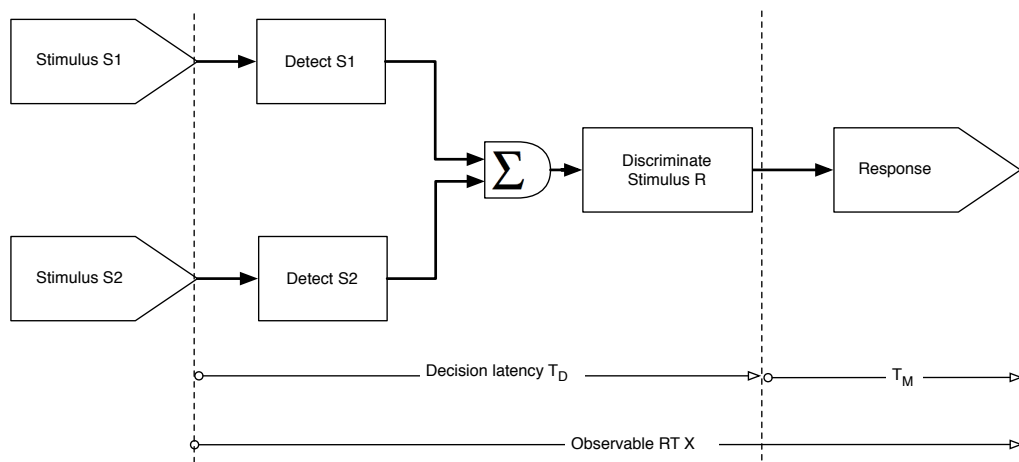 Stimulus S1
Detect S1
Σ
Discriminate
Stimulus R
Response
Stimulus S2
Detect S2
Decision latency T_D
T_M
Observable RT X